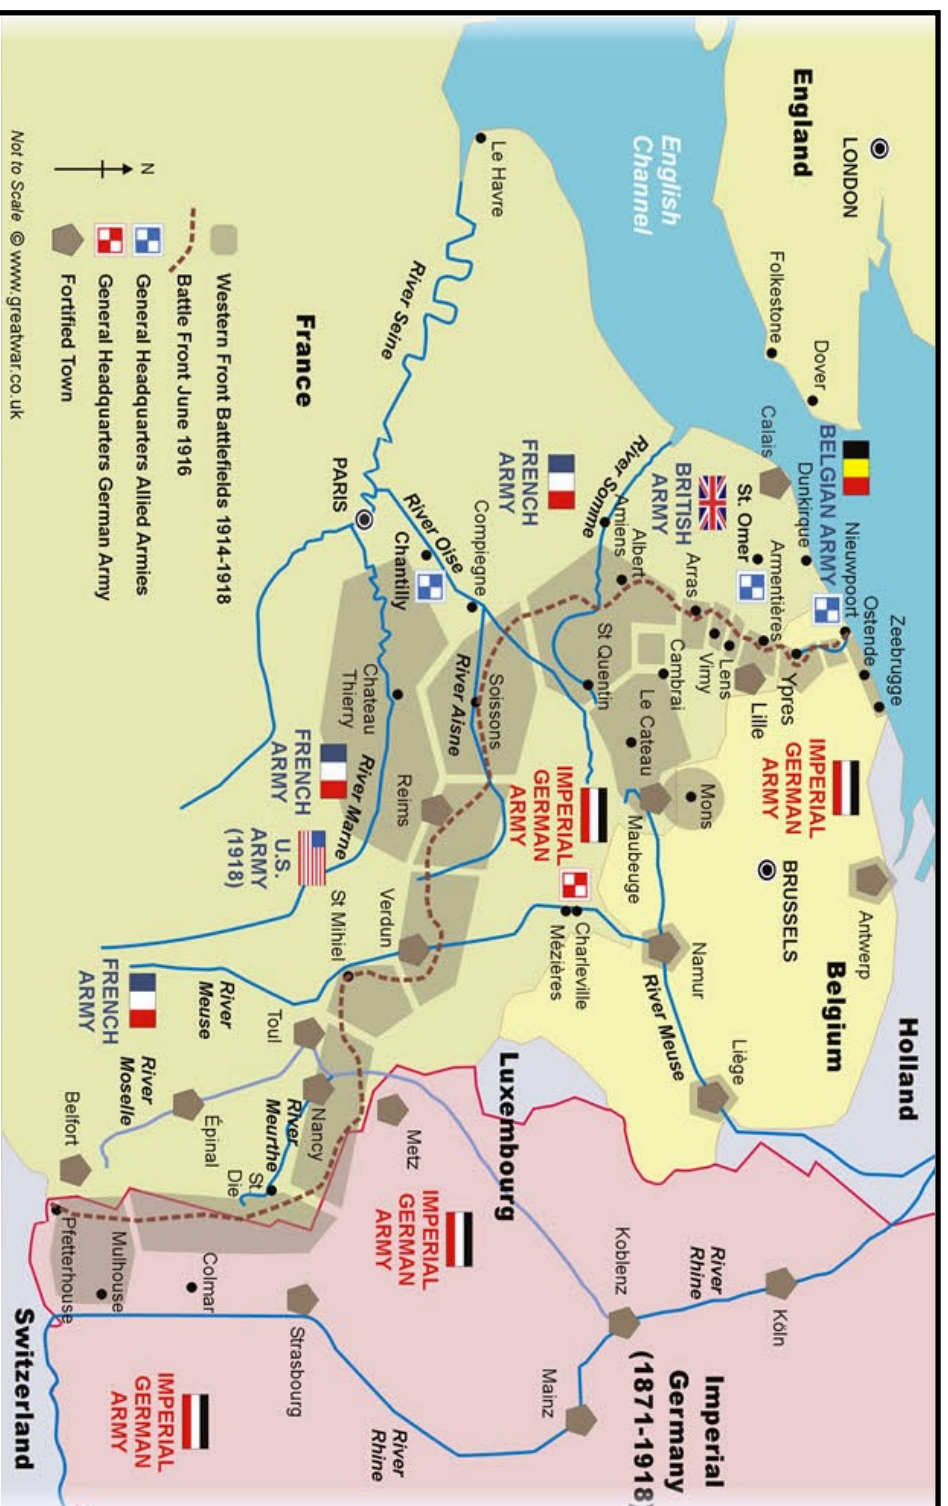 England
LONDON
Folkestone
Dover
English
Channel
Le Havre
River Seine
France
PARIS
Calais
Dunkirque
BELGIAN ARMY
Nieuwpoort
Ostende
Zeebrugge
St. Omer
Armentières
Ypres
Lille
BRITISH
ARMY
Arras
Lens
Vimy
FRENCH
ARMY
River Somme
Amiens
Albert
Cambrai
St Quentin
Le Cateau
Mons
Maubeuge
IMPERIAL
GERMAN
ARMY
BRUSSELS
Antwerp
Belgium
Holland
Namur
River Meuse
Liège
River Oise
Compiegne
Chantilly
Soissons
River Aisne
Chateau
Thierry
River Marne
Reims
FRENCH
ARMY
U.S.
ARMY
(1918)
IMPERIAL
GERMAN
ARMY
Charleville
Mézières
Verdun
St Mihiel
FRENCH
ARMY
River
Meuse
Toul
Nancy
River
Meurthe
St
Die
River
Moselle
Épinal
Belfort
Metz
Luxembourg
IMPERIAL
GERMAN
ARMY
Koblenz
River
Rhine
Köln
Mainz
Imperial
Germany
(1871-1918)
Strasbourg
River
Rhine
Colmar
Mulhouse
Pfetterhouse
IMPERIAL
GERMAN
ARMY
Switzerland
Western Front Battlefields 1914-1918
Battle Front June 1916
General Headquarters Allied Armies
General Headquarters German Army
Fortified Town
N
Not to Scale © www.greatwar.co.uk